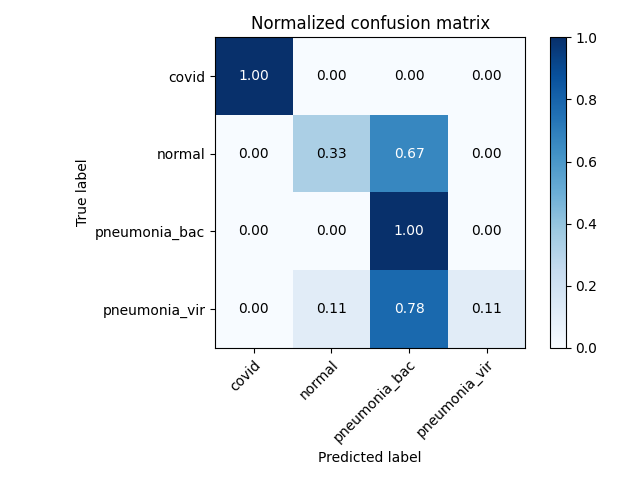 Normalized confusion matrix
True label
covid 1.00 0.00 0.00 0.00
normal 0.00 0.33 0.67 0.00
pneumonia_bac 0.00 0.00 1.00 0.00
pneumonia_vir 0.00 0.11 0.78 0.11
covid normal pneumonia_bac pneumonia_vir
Predicted label
1.0
0.8
0.6
0.4
0.2
0.0